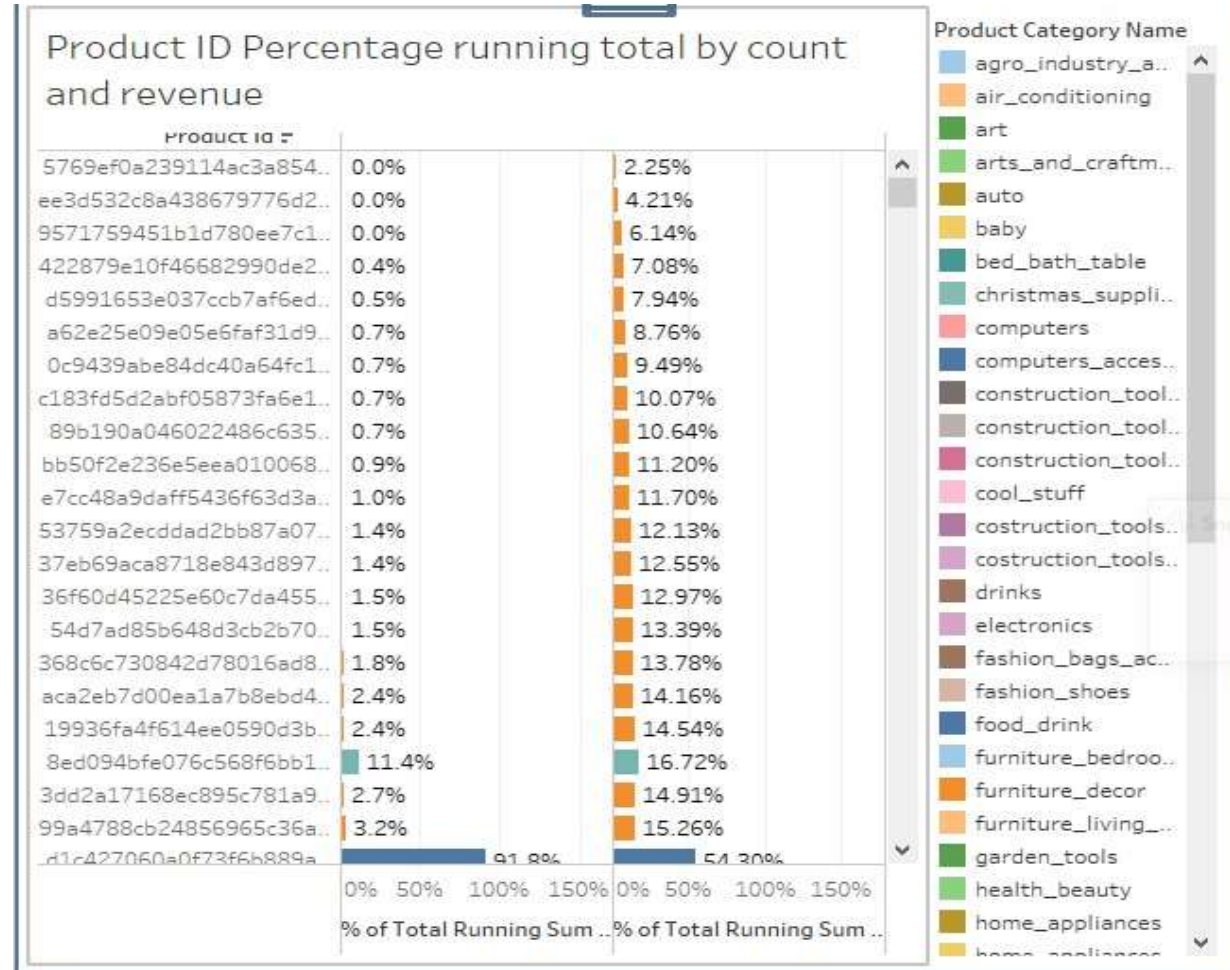 Product ID Percentage running total by count
and revenue
Product Id
5769ef0a239114ac3a854.. 0.0% 2.25%
ee3d532c8a438679776d2.. 0.0% 4.21%
9571759451b1d780ee7c1.. 0.0% 6.14%
422879e10f46682990de2.. 0.4% 7.08%
d5991653e037ccb7af6ed.. 0.5% 7.94%
a62e25e09e05e6faf31d9.. 0.7% 8.76%
0c9439abe84dc40a64fc1.. 0.7% 9.49%
c183fd5d2abf05873fa6e1.. 0.7% 10.07%
89b190a046022486c635.. 0.7% 10.64%
bb50f2e236e5eea010068.. 0.9% 11.20%
e7cc48a9daff5436f63d3a.. 1.0% 11.70%
53759a2ecddad2bb87a07.. 1.4% 12.13%
37eb69aca8718e843d897.. 1.4% 12.55%
36f60d45225e60c7da455.. 1.5% 12.97%
54d7ad85b648d3cb2b70.. 1.5% 13.39%
368c6c730842d78016ad8.. 1.8% 13.78%
aca2eb7d00ea1a7b8ebd4.. 2.4% 14.16%
19936fa4f614ee0590d3b.. 2.4% 14.54%
8ed094bfe076c568f6bb1.. 11.4% 16.72%
3dd2a17168ec895c781a9.. 2.7% 14.91%
99a4788cb24856965c36a.. 3.2% 15.26%
d1c427060a0f73f6b889a.. 91.8% 54.30%
0% 50% 100% 150% 0% 50% 100% 150%
% of Total Running Sum .. % of Total Running Sum ..
Product Category Name
agro_industry_a..
air_conditioning
art
arts_and_craftm..
auto
baby
bed_bath_table
christmas_suppli..
computers
computers_acces..
construction_tool..
construction_tool..
construction_tool..
cool_stuff
costruction_tools..
costruction_tools..
drinks
electronics
fashion_bags_ac..
fashion_shoes
food_drink
furniture_bedroo..
furniture_decor
furniture_living_..
garden_tools
health_beauty
home_appliances
home_appliances